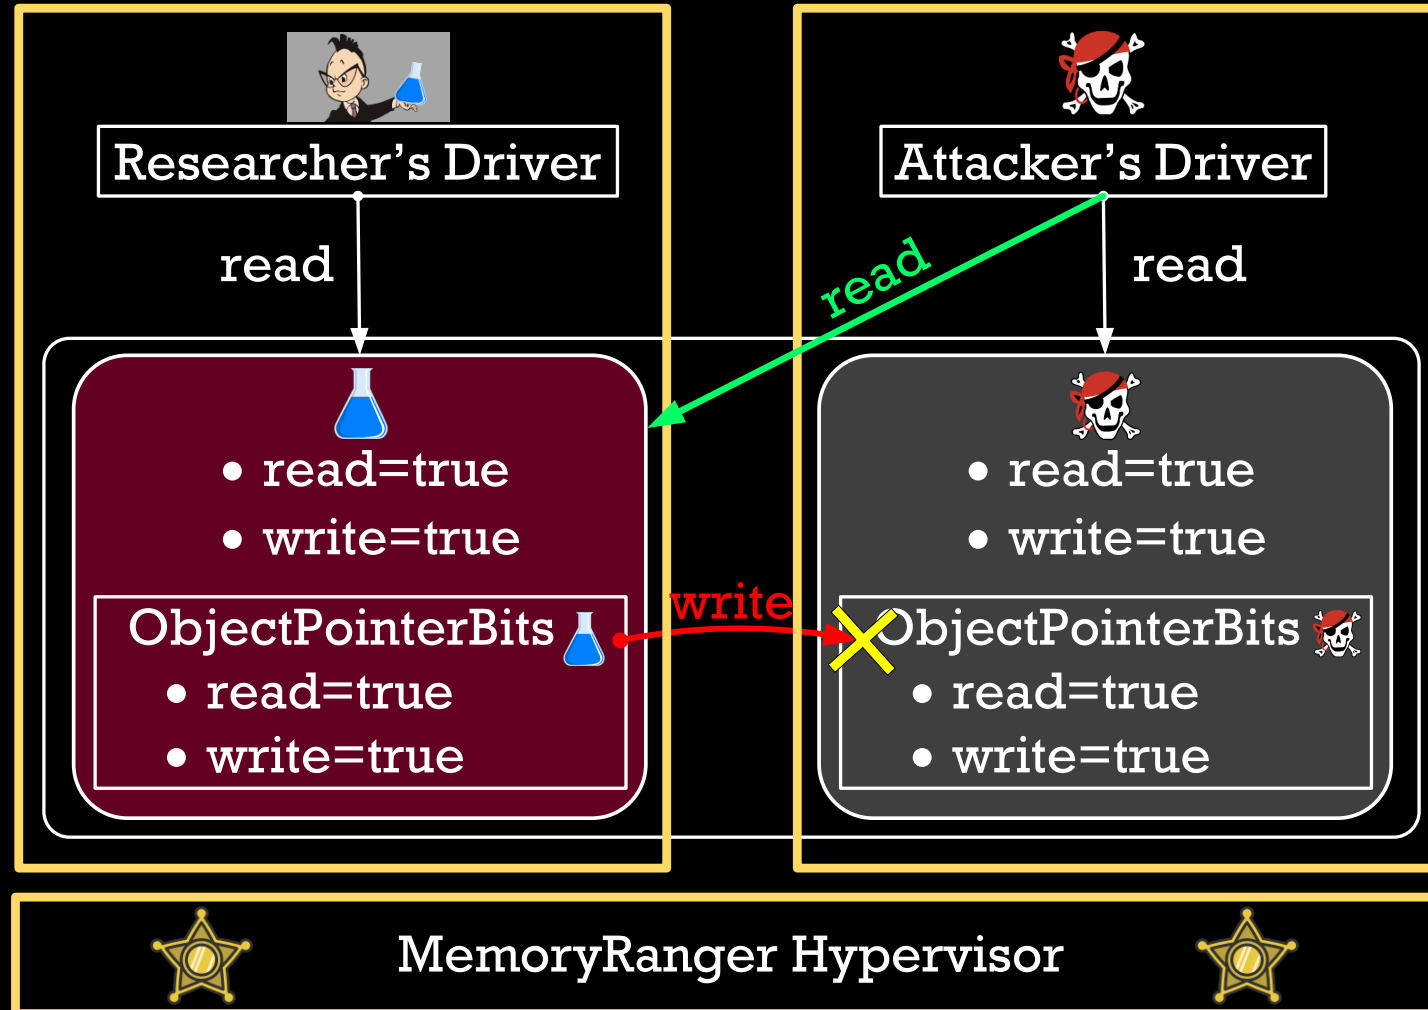 Researcher’s Driver
Attacker’s Driver
read
read
read
• read=true
• write=true
• read=true
• write=true
write
ObjectPointerBits
• read=true
• write=true
ObjectPointerBits
• read=true
• write=true
MemoryRanger Hypervisor